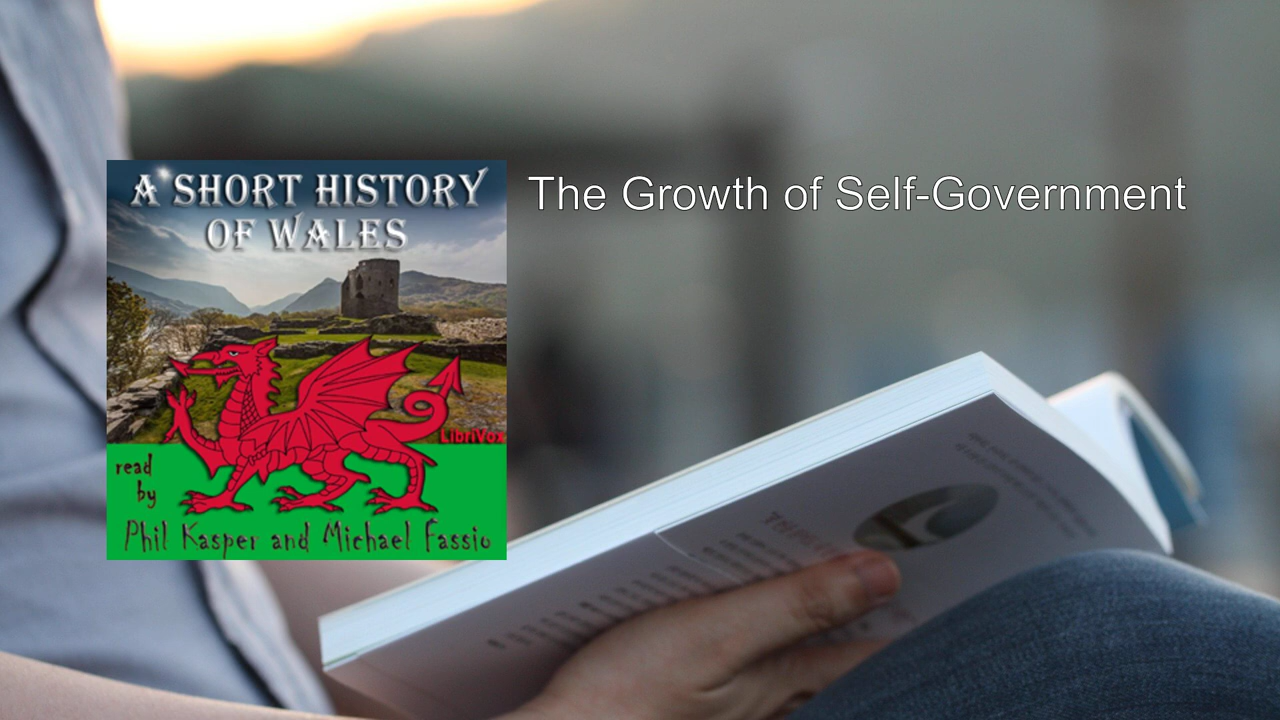 A SHORT HISTORY
OF WALES
The Growth of Self-Government
LibriVox
read
by
Phil Kasper and Michael Fassio